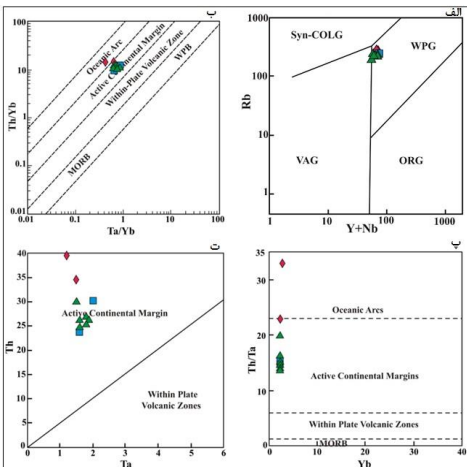 ب
Th/Yb
100
10
1
0.1
0.01
Oceanic Arc
Active Continental Margin
Within-Plate Volcanic Zone
WPB
MORB
0.01
0.1
1
10
100
Ta/Yb
الف
Rb
1000
100
10
1
Syn-COLG
WPG
VAG
ORG
1
10
100
1000
Y+Nb
Th
40
35
30
25
20
15
10
5
0
Active Continental Margin
Within Plate
Volcanic Zones
0
1
2
3
4
5
6
Ta
Th/Ta
35
30
25
20
15
10
5
0
Oceanic Arcs
Active Continental Margins
Within Plate Volcanic Zones
MORB
0
10
20
30
40
Yb